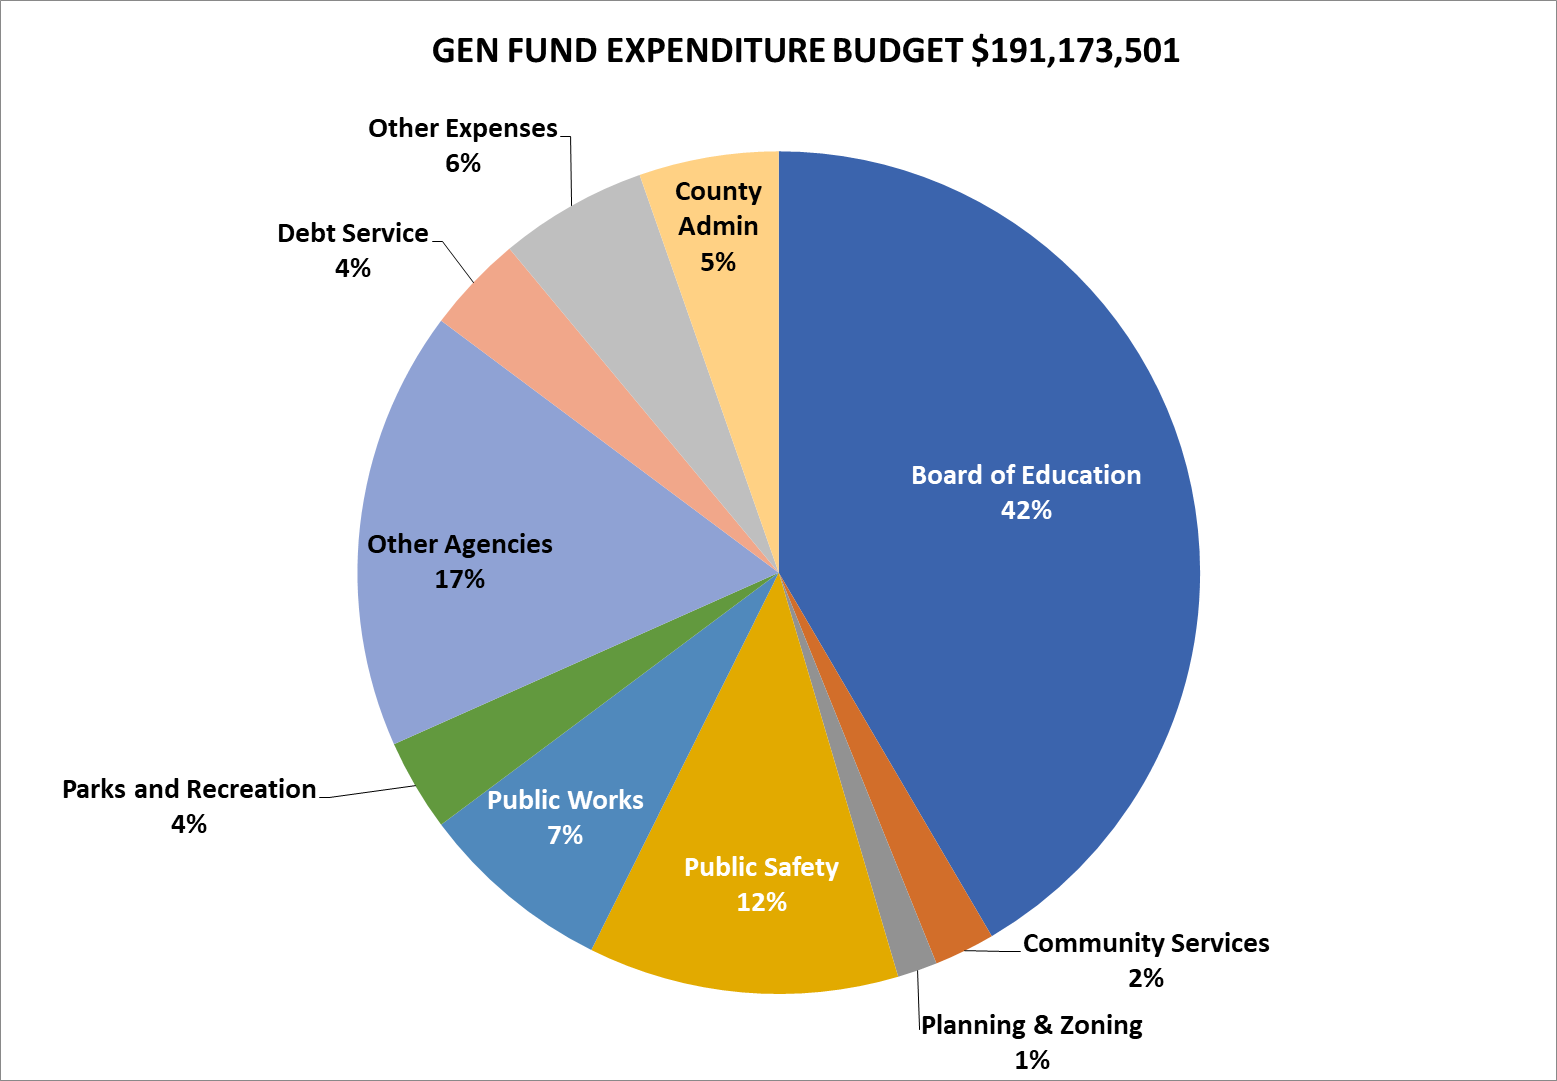 GEN FUND EXPENDITURE BUDGET $191,173,501
Other Expenses
6%
County
Admin
5%
Debt Service
4%
Board of Education
42%
Other Agencies
17%
Parks and Recreation
4%
Public Works
7%
Public Safety
12%
Community Services
2%
Planning & Zoning
1%